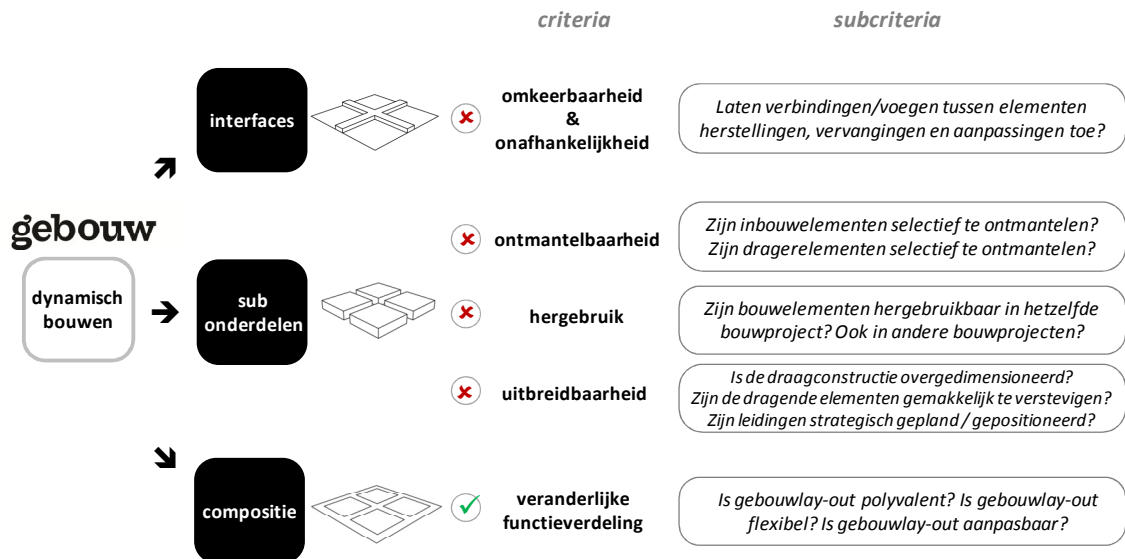 criteria
subcriteria
interfaces
omkeerbaarheid
&
onafhankelijkheid
Laten verbindingen/voegen tussen elementen
herstellingen, vervangingen en aanpassingen toe?
gebouw
dynamisch
bouwen
sub
onderdelen
ontmantelbaarheid
Zijn inbouwelementen selectief te ontmantelen?
Zijn dragerelementen selectief te ontmantelen?
hergebruik
Zijn bouwelementen hergebruikbaar in hetzelfde
bouwproject? Ook in andere bouwprojecten?
uitbreidbaarheid
Is de draagconstructie overgedimensioneerd?
Zijn de dragende elementen gemakkelijk te verstevigen?
Zijn leidingen strategisch gepland / gepositioneerd?
compositie
veranderlijke
functieverdeling
Is gebouwlay-out polyvalent? Is gebouwlay-out
flexibel? Is gebouwlay-out aanpasbaar?